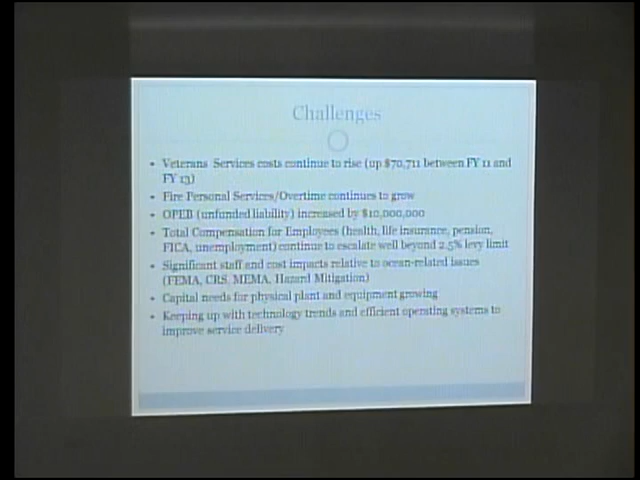 Challenges
• Veterans Services costs continue to rise (up $70,711 between FY 11 and
FY 13)
• Fire Personal Services/Overtime continues to grow
• OPEB (unfunded liability) increased by $10,000,000
• Total Compensation for Employees (health, life insurance, pension,
FICA, unemployment) continue to escalate well beyond 2.5% levy limit
• Significant staff and cost impacts relative to ocean-related issues
(FEMA, CRS, MEMA, Hazard Mitigation)
• Capital needs for physical plant and equipment growing
• Keeping up with technology trends and efficient operating systems to
improve service delivery